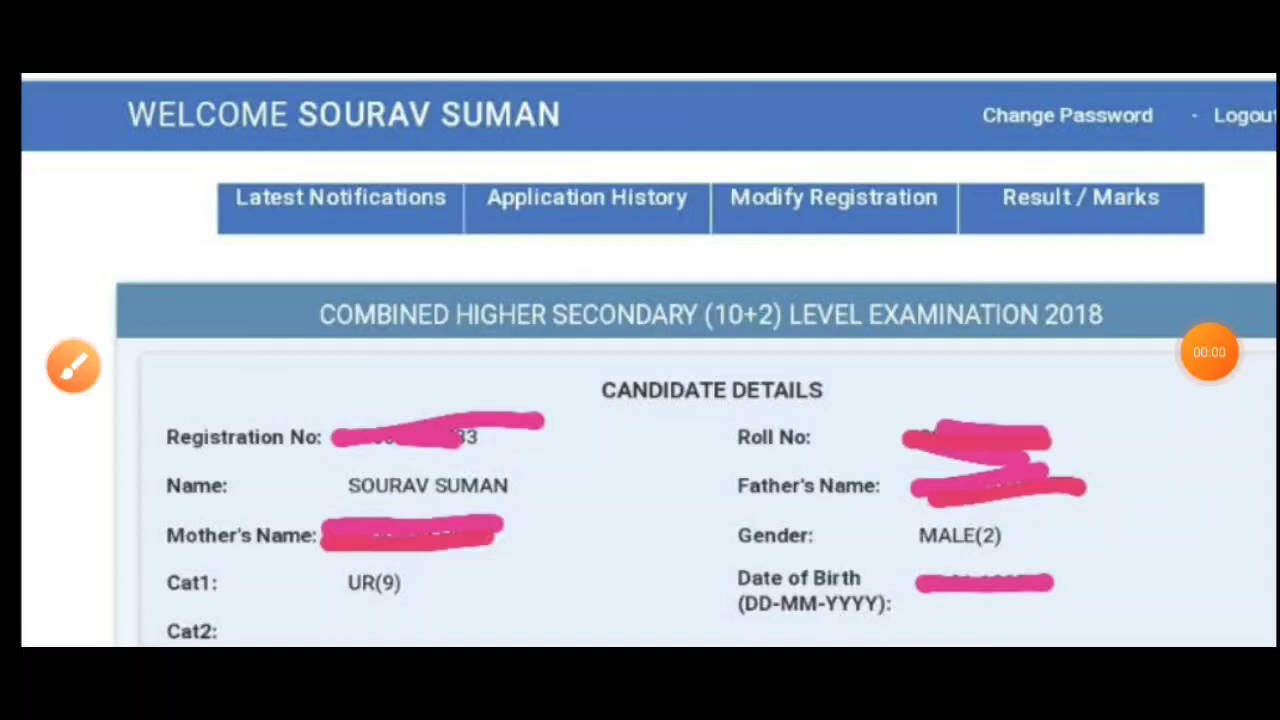 WELCOME SOURAV SUMAN
Change Password - Logout
Latest Notifications Application History Modify Registration Result / Marks
COMBINED HIGHER SECONDARY (10+2) LEVEL EXAMINATION 2018
00:00
CANDIDATE DETAILS
Registration No: 33 Roll No:
Name: SOURAV SUMAN Father's Name:
Mother's Name: Gender: MALE(2)
Cat1: UR(9) Date of Birth
(DD-MM-YYYY):
Cat2: